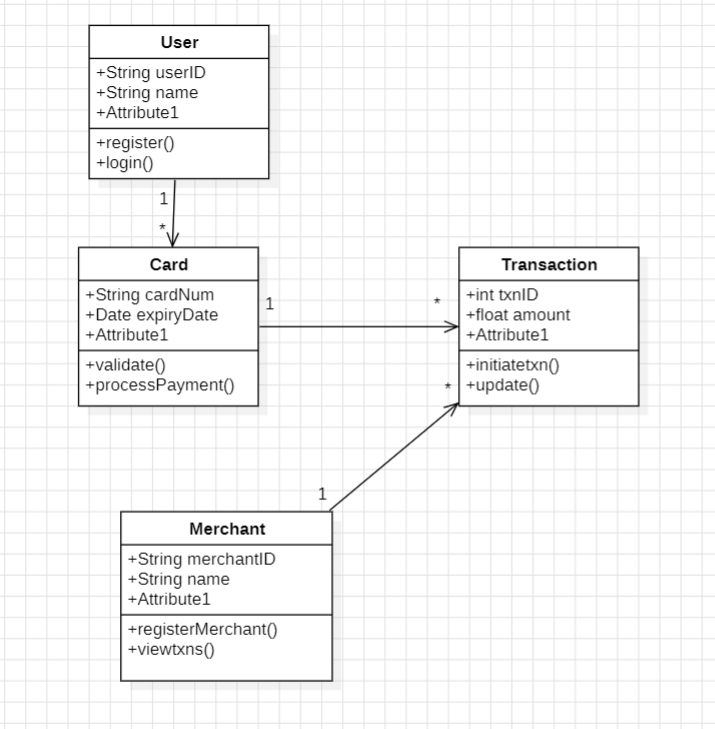 User
+String userID
+String name
+Attribute1
+register()
+login()
1
*
Card
+String cardNum
+Date expiryDate
+Attribute1
+validate()
+processPayment()
1
*
Transaction
+int txnID
+float amount
+Attribute1
+initiatetxn()
+update()
*
1
Merchant
+String merchantID
+String name
+Attribute1
+registerMerchant()
+viewtxns()